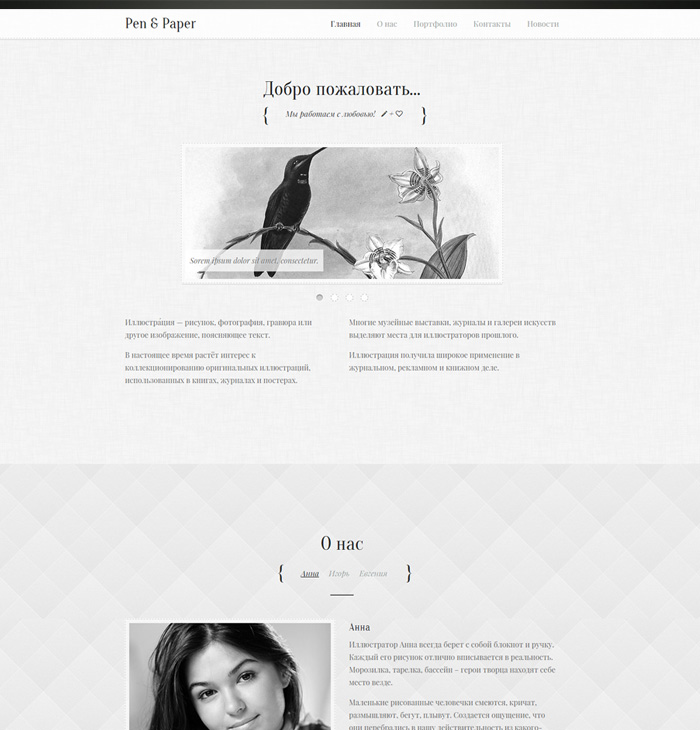 Pen & Paper
Главная О нас Портфолио Контакты Новости
Добро пожаловать...
{ Мы работаем с любовью! + }
Sorem ipsum dolor sit amet, consectetur.
Иллюстра́ция — рисунок, фотография, гравюра или
другое изображение, поясняющее текст.
В настоящее время растёт интерес к
коллекционированию оригинальных иллюстраций,
использованных в книгах, журналах и постерах.
Многие музейные выставки, журналы и галереи искусств
выделяют места для иллюстраторов прошлого.
Иллюстрация получила широкое применение в
журнальном, рекламном и книжном деле.
О нас
{ Анна Игорь Евгения }
Анна
Иллюстратор Анна всегда берет с собой блокнот и ручку.
Каждый его рисунок отлично вписывается в реальность.
Морозилка, тарелка, бассейн – герои творца находят себе
место везде.
Маленькие рисованные человечки смеются, кричат,
размышляют, бегут, плывут. Создается ощущение, что
они перебрались в нашу действительность из какого-